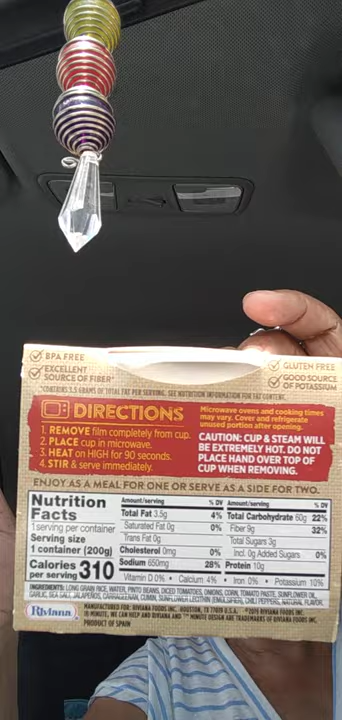 BPA FREE
EXCELLENT
SOURCE OF FIBER*
GLUTEN FREE
GOOD SOURCE
OF POTASSIUM
*CONTAINS 3.5 GRAMS OF TOTAL FAT PER SERVING. SEE NUTRITION INFORMATION FOR FAT CONTENT.
DIRECTIONS
1. REMOVE film completely from cup.
2. PLACE cup in microwave.
3. HEAT on HIGH for 90 seconds.
4. STIR & serve immediately.
Microwave ovens and cooking times
may vary. Cover and refrigerate
unused portion after opening.
CAUTION: CUP & STEAM WILL
BE EXTREMELY HOT. DO NOT
PLACE HAND OVER TOP OF
CUP WHEN REMOVING.
ENJOY AS A MEAL FOR ONE OR SERVE AS A SIDE FOR TWO.
Nutrition
Facts
1 serving per container
Serving size
1 container (200g)
Calories 310
per serving
Amount/serving % DV
Total Fat 3.5g 4%
Saturated Fat 0g 0%
Trans Fat 0g
Cholesterol 0mg 0%
Sodium 650mg 28%
Amount/serving % DV
Total Carbohydrate 60g 22%
Fiber 9g 32%
Total Sugars 3g
Incl. 0g Added Sugars 0%
Protein 10g
Vitamin D 0% • Calcium 4% • Iron 0% • Potassium 10%
INGREDIENTS: LONG GRAIN RICE, WATER, PINTO BEANS, DICED TOMATOES, ONIONS, CORN, TOMATO PASTE, SUNFLOWER OIL,
GARLIC, SEA SALT, JALAPENOS, CARRAGEENAN, CUMIN, SUNFLOWER LECITHIN (EMULSIFIER), CHILI PEPPERS, NATURAL FLAVOR.
Riviana
MANUFACTURED FOR: RIVIANA FOODS INC. HOUSTON, TX 77019 U.S.A. ©2019 RIVIANA FOODS INC.
PRODUCT OF SPAIN